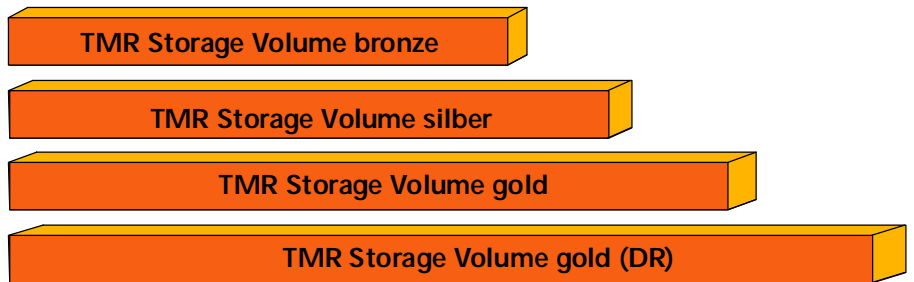 TMR Storage Volume bronze
TMR Storage Volume silber
TMR Storage Volume gold
TMR Storage Volume gold (DR)